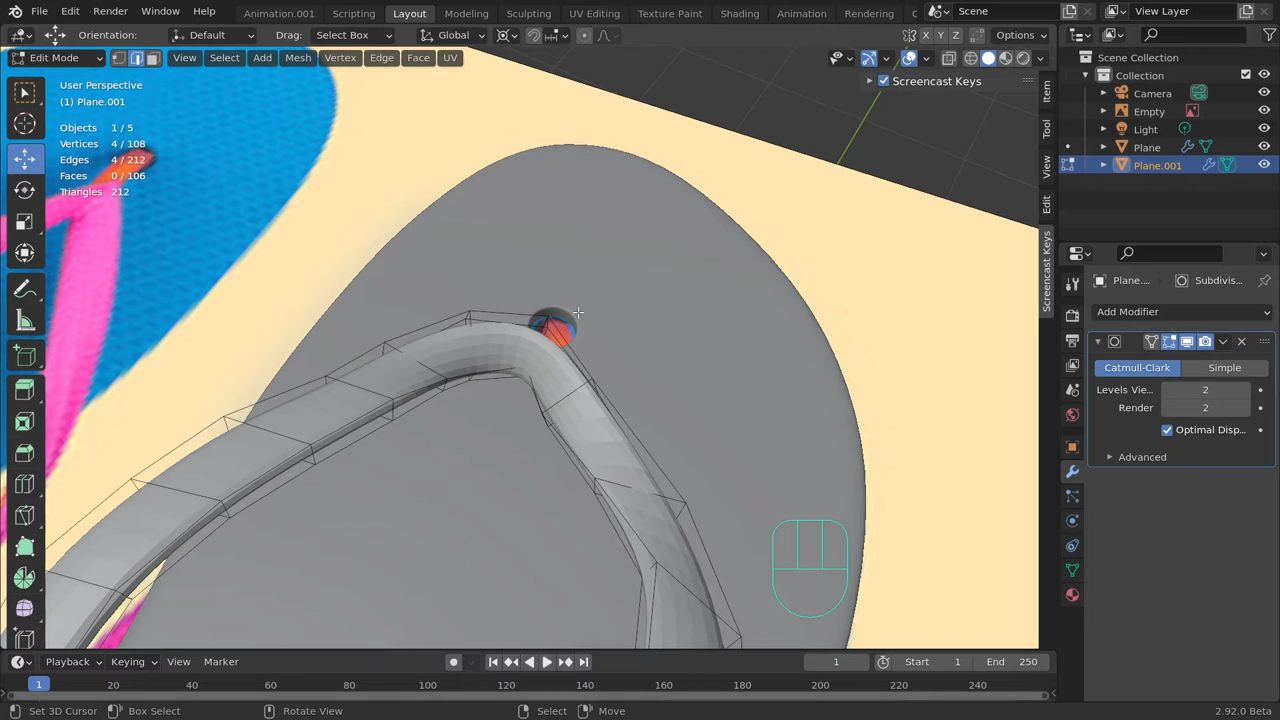 File Edit Render Window Help Animation.001 Scripting Layout Modeling Sculpting UV Editing Texture Paint Shading Animation Rendering C Scene View Layer
Orientation: Default Drag: Select Box Global X Y Z Options
Edit Mode View Select Add Mesh Vertex Edge Face UV
User Perspective
(1) Plane.001
Objects 1 / 5
Vertices 4 / 108
Edges 4 / 212
Faces 0 / 106
Triangles 212
Screencast Keys
Item
Tool
View
Edit
Screencast Keys
Scene Collection
Collection
Camera
Empty
Light
Plane
Plane.001
Plane... Subdivis...
Add Modifier
Catmull-Clark Simple
Levels Vie... 2
Render 2
Optimal Disp...
Advanced
Playback Keying View Marker 1 Start 1 End 250
1 20 40 60 80 100 120 140 160 180 200 220 240
Set 3D Cursor Box Select Rotate View Select Move 2.92.0 Beta